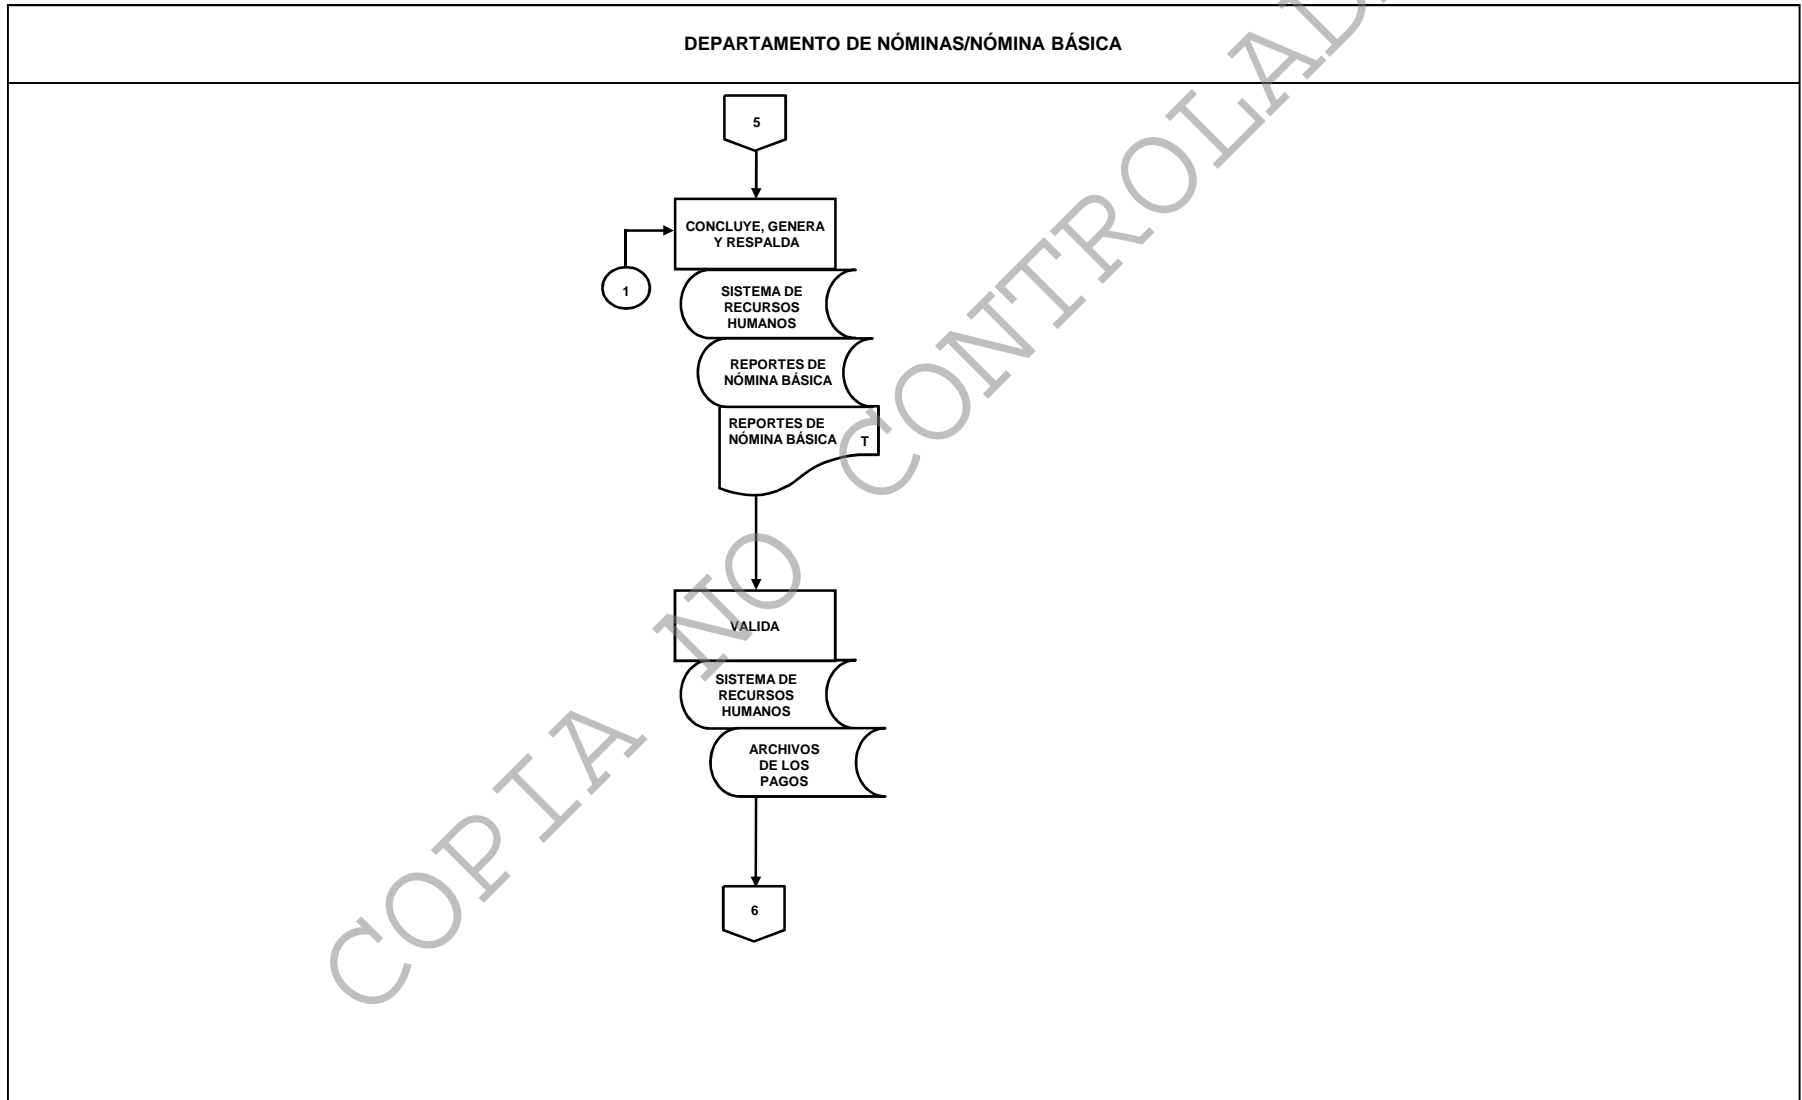 DEPARTAMENTO DE NÓMINAS/NÓMINA BÁSICA
5
CONCLUYE, GENERA
Y RESPALDA
1
SISTEMA DE
RECURSOS
HUMANOS
REPORTES DE
NÓMINA BÁSICA
REPORTES DE
NÓMINA BÁSICA T
VALIDA
SISTEMA DE
RECURSOS
HUMANOS
ARCHIVOS
DE LOS
PAGOS
6
COPIA NO CONTROLAD